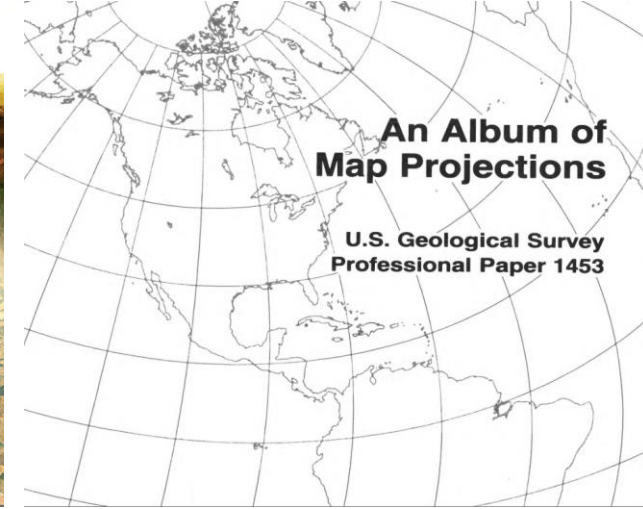 An Album of
Map Projections
U.S. Geological Survey
Professional Paper 1453